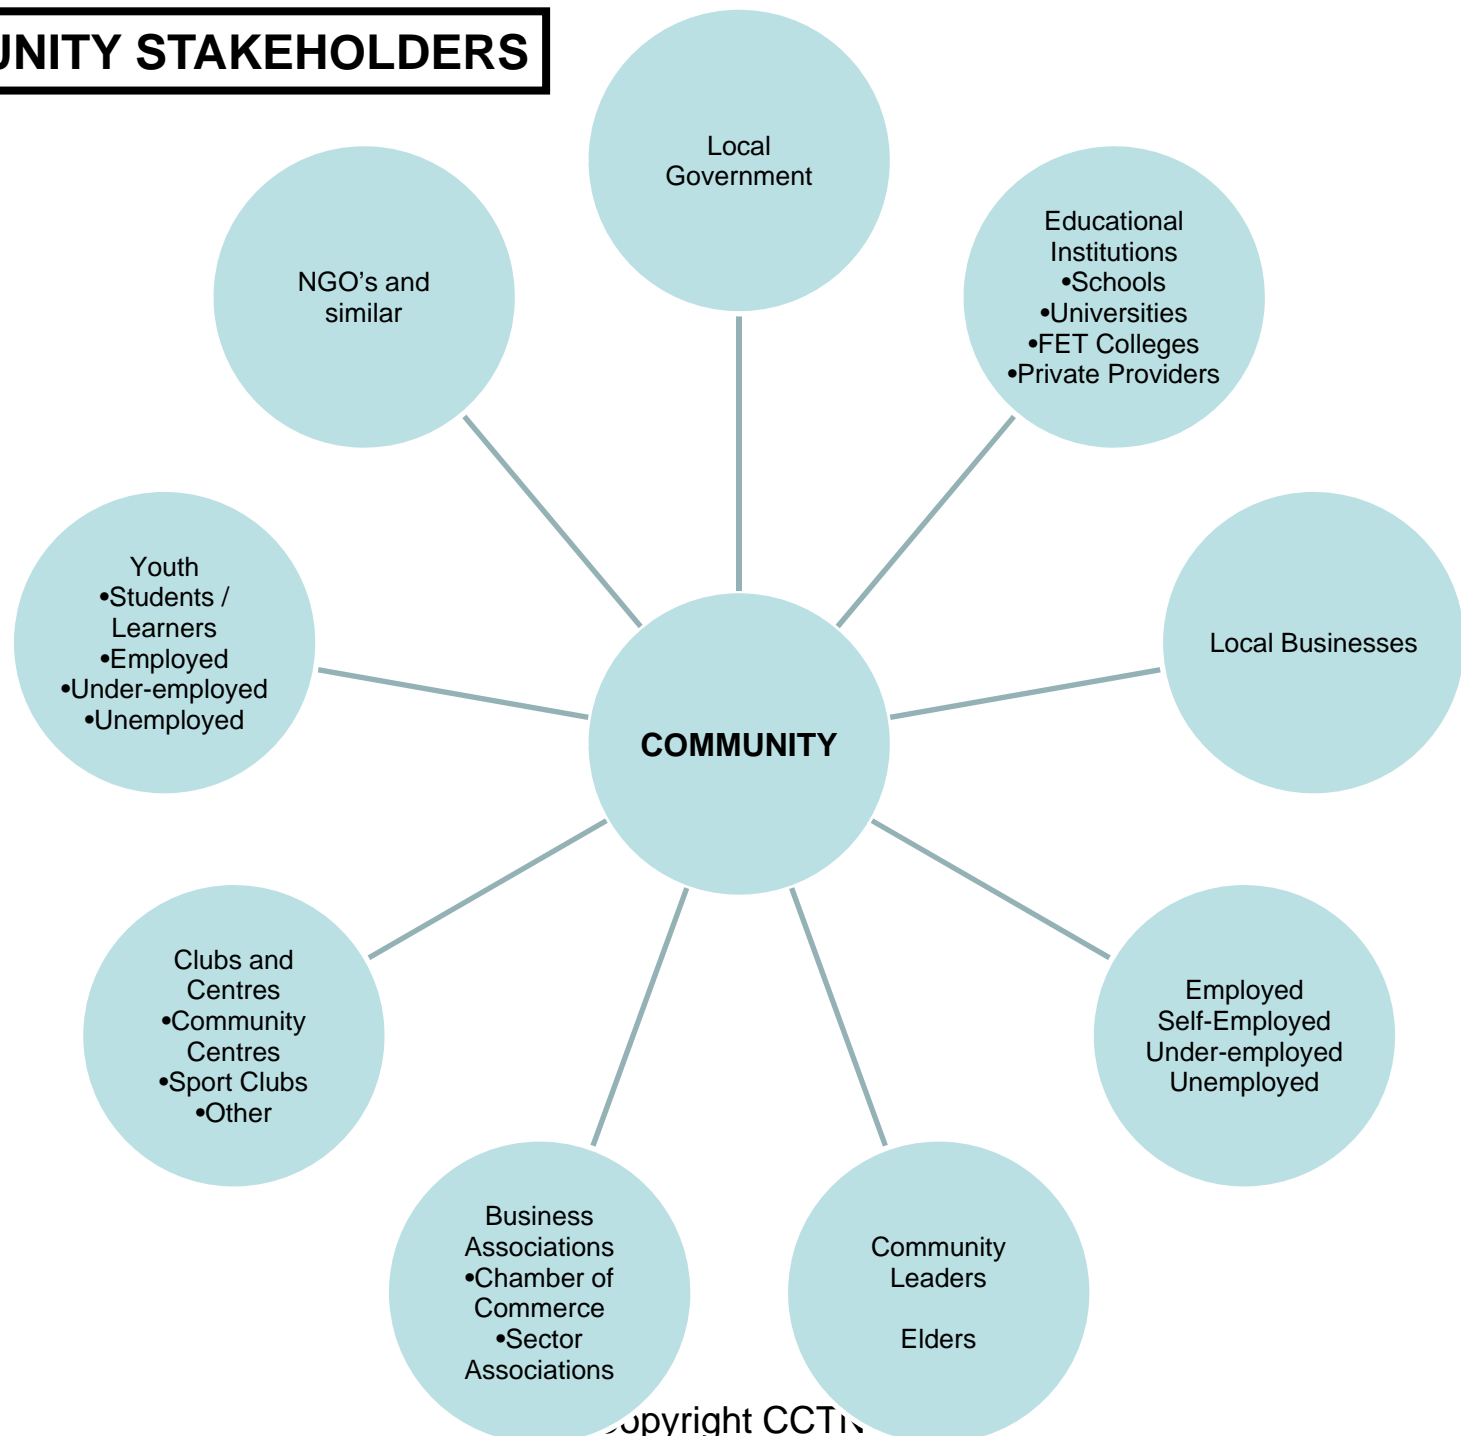 STAKEHOLDERS
Local
Government
Educational
Institutions
•Schools
•Universities
•FET Colleges
•Private Providers
NGO’s and
similar
Youth
•Students /
Learners
•Employed
•Under-employed
•Unemployed
Local Businesses
COMMUNITY
Clubs and
Centres
•Community
Centres
•Sport Clubs
•Other
Employed
Self-Employed
Under-employed
Unemployed
Business
Associations
•Chamber of
Commerce
•Sector
Associations
Community
Leaders
Elders